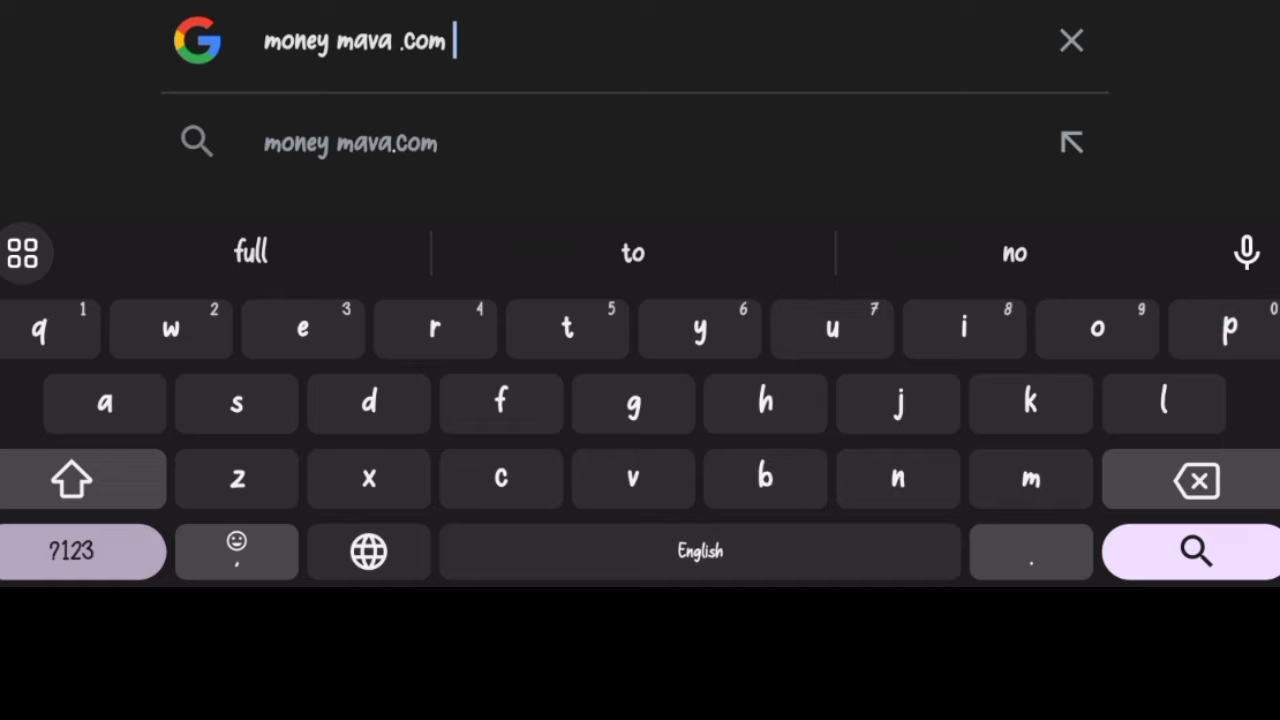 money mava .com
money mava.com
full to no
q 1 w 2 e 3 r 4 t 5 y 6 u 7 i 8 o 9 p 0
a s d f g h j k l
z x c v b n m
?123 , English .